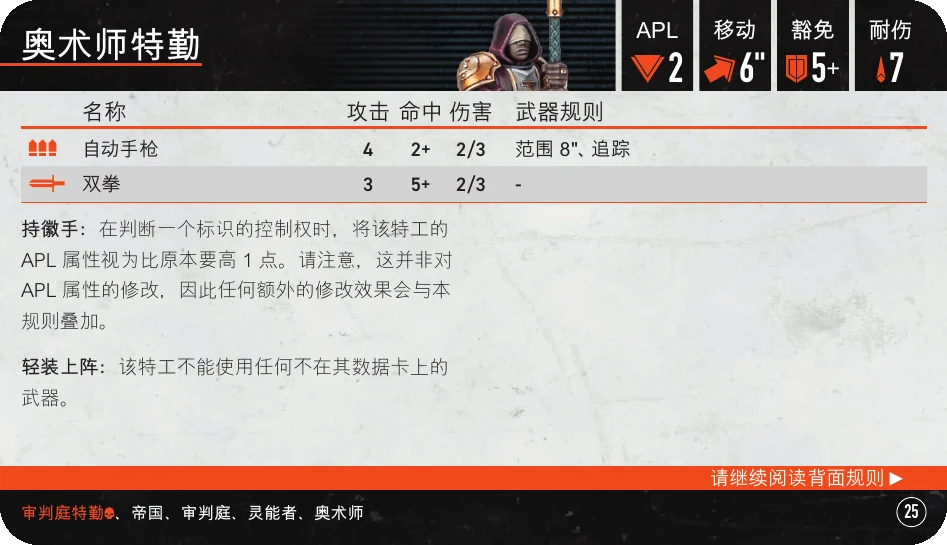 奥术师特勤
APL 移动 豁免 耐伤
2 6" 5+ 7
名称 攻击 命中 伤害 武器规则
自动手枪 4 2+ 2/3 范围 8"、追踪
双拳 3 5+ 2/3 -
持徽手：在判断一个标识的控制权时，将该特工的
APL 属性视为比原本要高 1 点。请注意，这并非对
APL 属性的修改，因此任何额外的修改效果会与本
规则叠加。
轻装上阵：该特工不能使用任何不在其数据卡上的
武器。
请继续阅读背面规则 ▶
审判庭特勤、帝国、审判庭、灵能者、奥术师
25